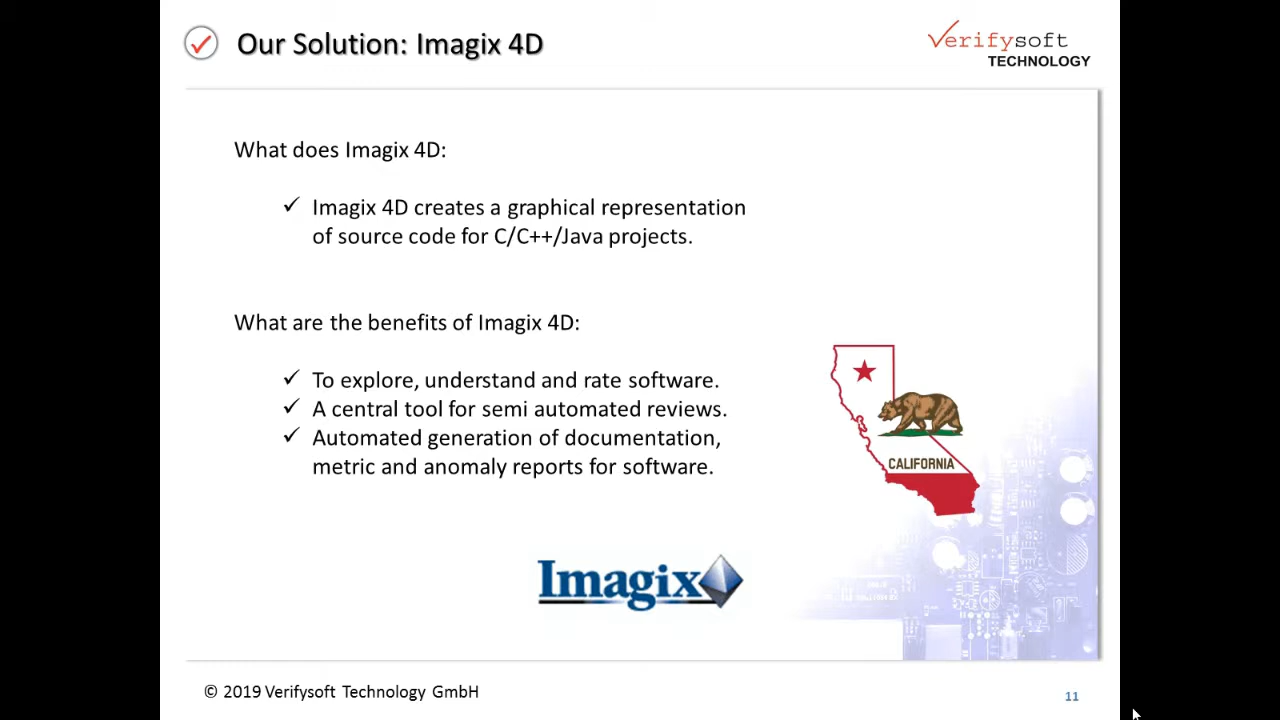 Our Solution: Imagix 4D
Verifysoft
TECHNOLOGY
What does Imagix 4D:
✓ Imagix 4D creates a graphical representation
of source code for C/C++/Java projects.
What are the benefits of Imagix 4D:
✓ To explore, understand and rate software.
✓ A central tool for semi automated reviews.
✓ Automated generation of documentation,
metric and anomaly reports for software.
CALIFORNIA
Imagix
© 2019 Verifysoft Technology GmbH
11